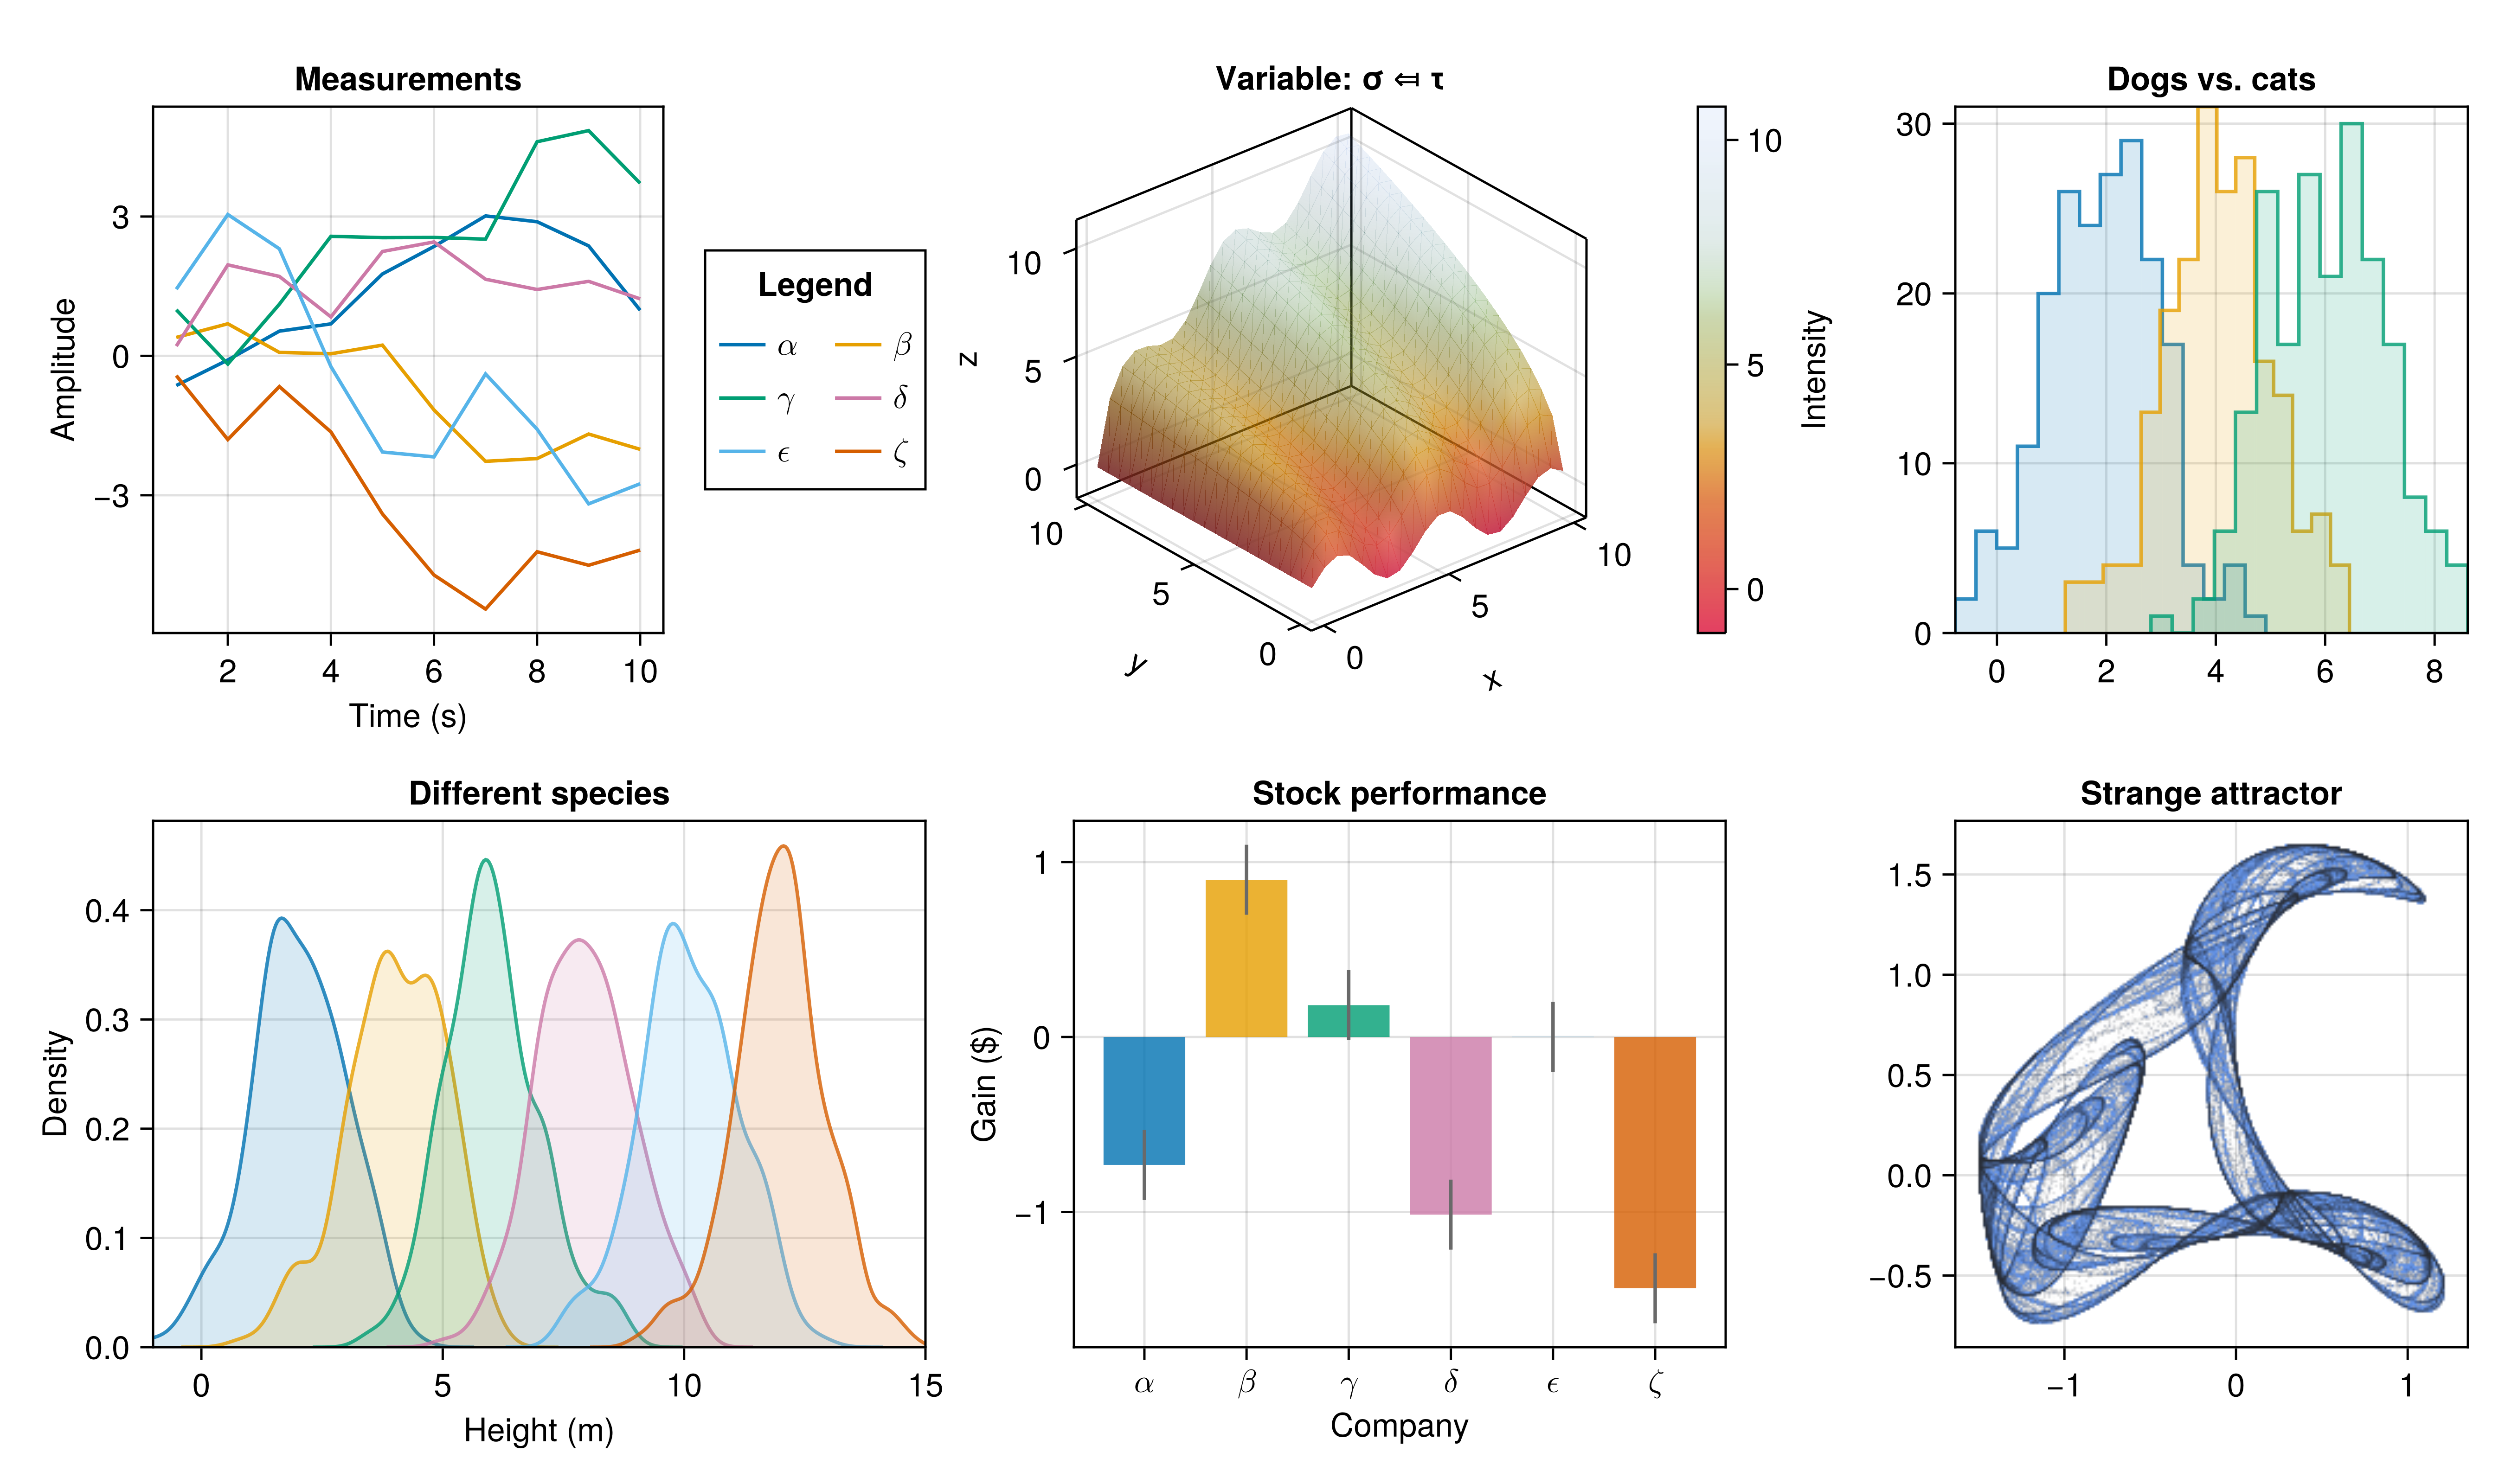 Measurements
Amplitude
3
0
−3
2 4 6 8 10
Time (s)
Legend
α β
γ δ
ϵ ζ
Variable: σ ⤆ τ
z
10
5
0
10
5
0
y
0
5
10
x
10
5
0
Intensity
Dogs vs. cats
30
20
10
0
0 2 4 6 8
Different species
Density
0.4
0.3
0.2
0.1
0.0
0 5 10 15
Height (m)
Stock performance
Gain ($)
1
0
−1
α β γ δ ϵ ζ
Company
Strange attractor
1.5
1.0
0.5
0.0
−0.5
−1 0 1